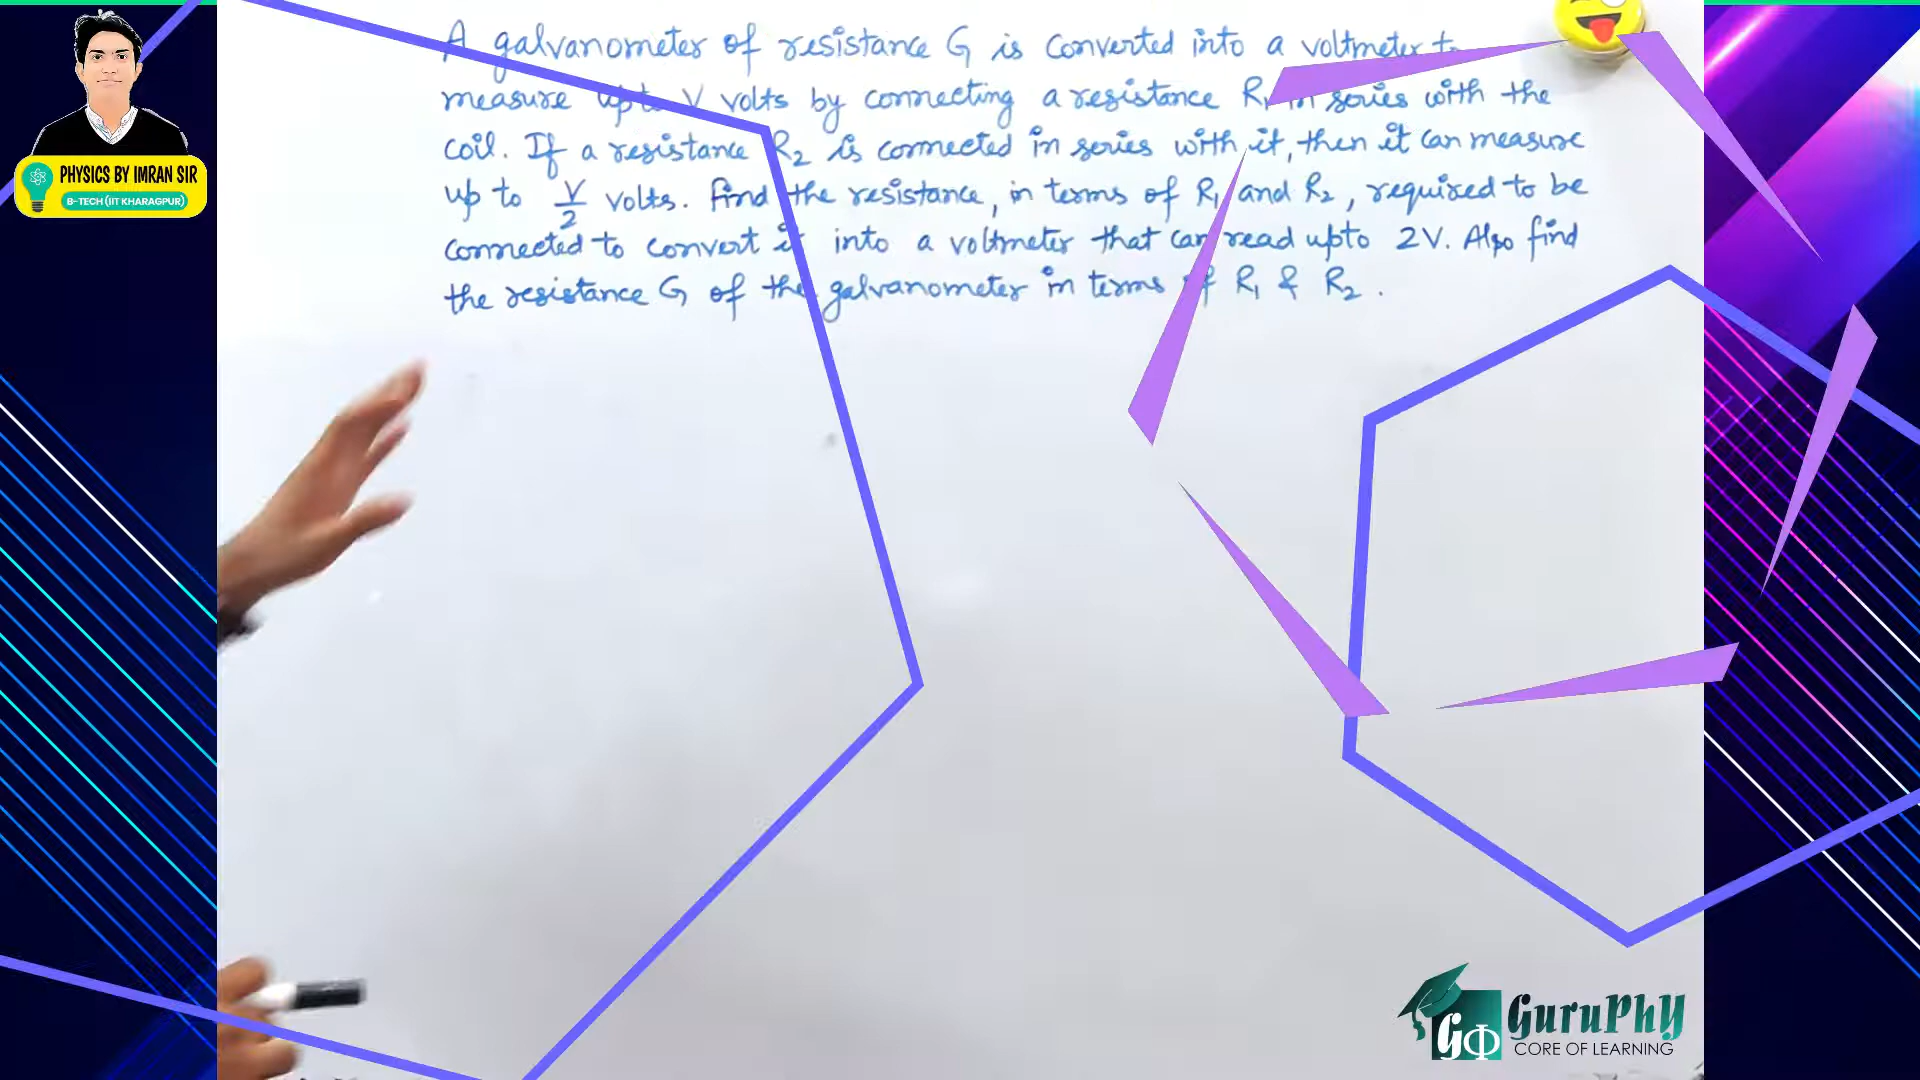 A galvanometer of resistance G is converted into a voltmeter to
measure upto V volts by connecting a resistance R₁ in series with the
coil. If a resistance R₂ is connected in series with it, then it can measure
up to V/2 volts. Find the resistance, in terms of R₁ and R₂, required to be
connected to convert it into a voltmeter that can read upto 2V. Also find
the resistance G of the galvanometer in terms of R₁ & R₂.
PHYSICS BY IMRAN SIR
B-TECH (IIT KHARAGPUR)
GΦ GuruPhy
CORE OF LEARNING